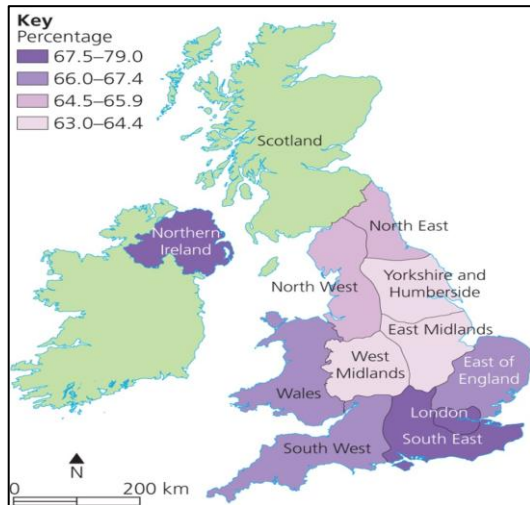 Key
Percentage
67.5–79.0
66.0–67.4
64.5–65.9
63.0–64.4
Scotland
Northern
Ireland
North East
North West
Yorkshire and
Humberside
East Midlands
West
Midlands
East of
England
Wales
London
South East
South West
N
0
200 km